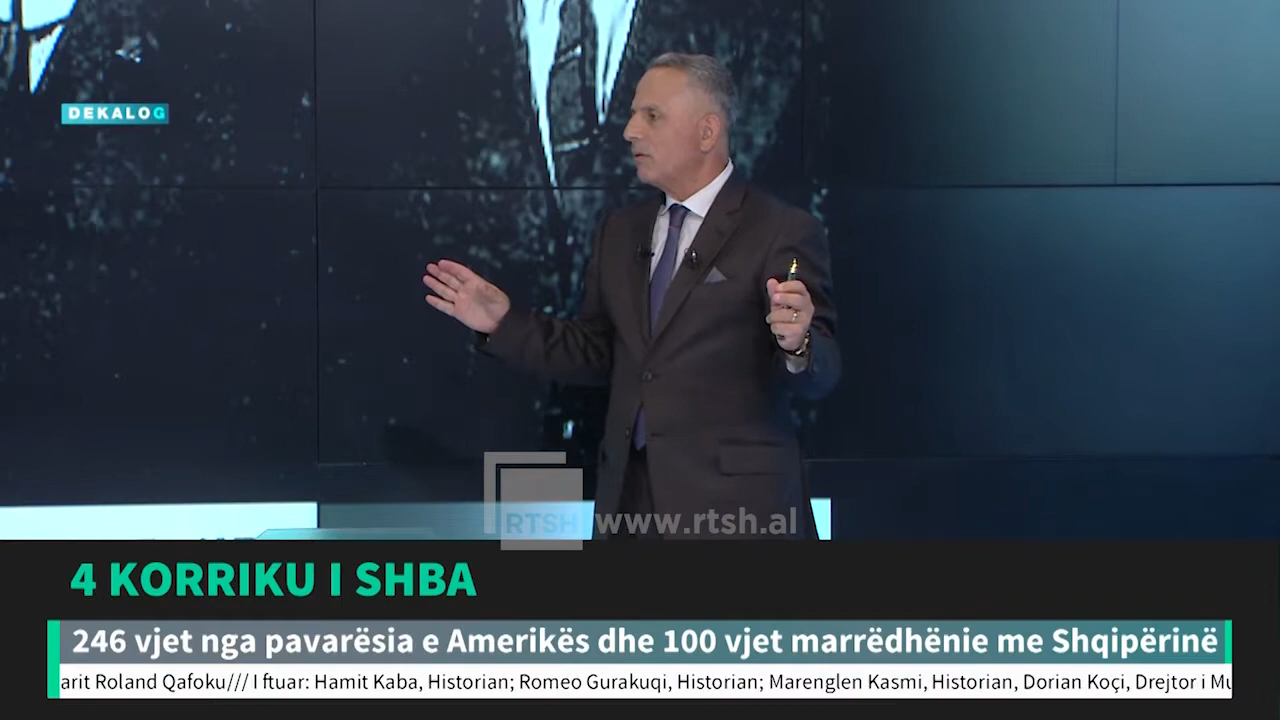 DEKALOG
RTSH www.rtsh.al
4 KORRIKU I SHBA
246 vjet nga pavarësia e Amerikës dhe 100 vjet marrëdhënie me Shqipërinë
arit Roland Qafoku/// I ftuar: Hamit Kaba, Historian; Romeo Gurakuqi, Historian; Marenglen Kasmi, Historian, Dorian Koçi, Drejtor i Mu